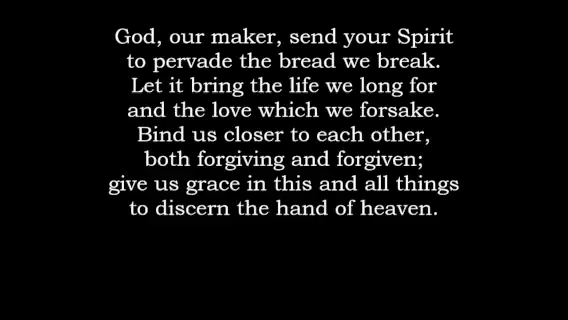 God, our maker, send your Spirit
to pervade the bread we break.
Let it bring the life we long for
and the love which we forsake.
Bind us closer to each other,
both forgiving and forgiven;
give us grace in this and all things
to discern the hand of heaven.